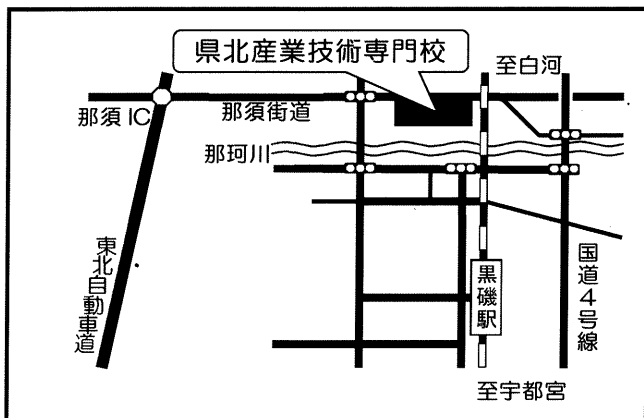 県北産業技術専門校
至白河
那須IC
那須街道
那珂川
東北自動車道
黒磯駅
国道4号線
至宇都宮